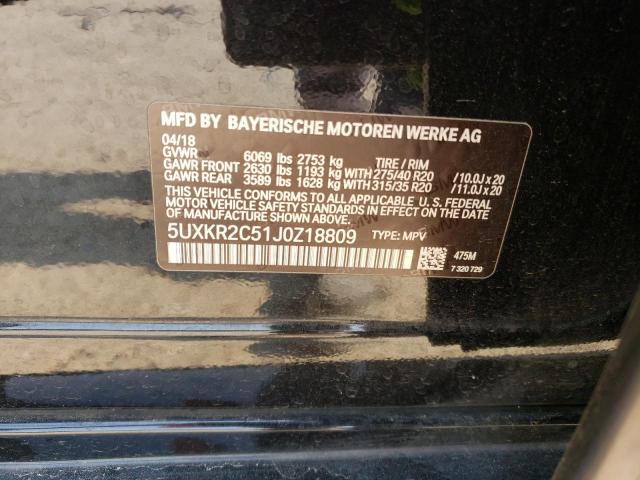 MFD BY BAYERISCHE MOTOREN WERKE AG
04/18
GVWR 6069 lbs 2753 kg TIRE / RIM
GAWR FRONT 2630 lbs 1193 kg WITH 275/40 R20 /10.0J x 20
GAWR REAR 3589 lbs 1628 kg WITH 315/35 R20 /11.0J x 20
THIS VEHICLE CONFORMS TO ALL APPLICABLE U. S. FEDERAL
MOTOR VEHICLE SAFETY STANDARDS IN EFFECT ON THE DATE
OF MANUFACTURE SHOWN ABOVE.
5UXKR2C51J0Z18809 TYPE: MPV
475M
7 320 729